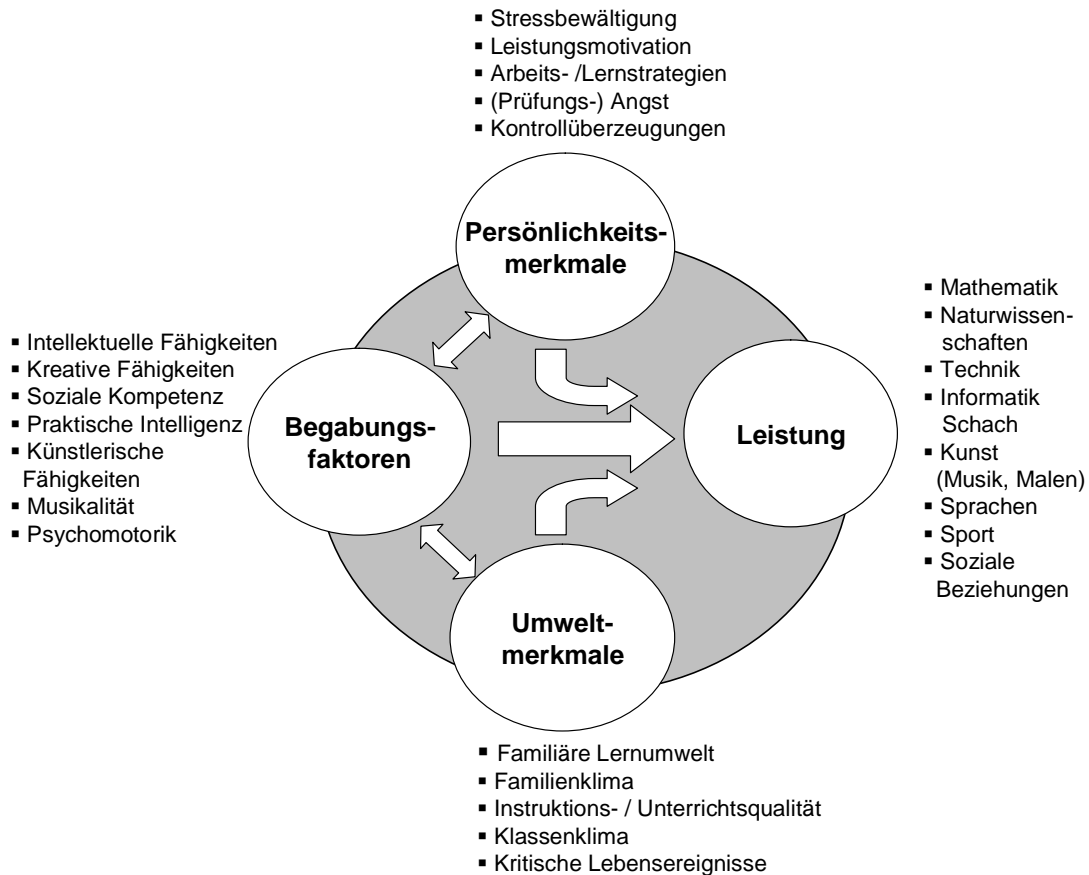 ▪ Stressbewältigung
▪ Leistungsmotivation
▪ Arbeits- /Lernstrategien
▪ (Prüfungs-) Angst
▪ Kontrollüberzeugungen
Persönlichkeits-
merkmale
▪ Intellektuelle Fähigkeiten
▪ Kreative Fähigkeiten
▪ Soziale Kompetenz
▪ Praktische Intelligenz
▪ Künstlerische
Fähigkeiten
▪ Musikalität
▪ Psychomotorik
Begabungs-
faktoren
Leistung
▪ Mathematik
▪ Naturwissen-
schaften
▪ Technik
▪ Informatik
Schach
▪ Kunst
(Musik, Malen)
▪ Sprachen
▪ Sport
▪ Soziale
Beziehungen
Umwelt-
merkmale
▪ Familiäre Lernumwelt
▪ Familienklima
▪ Instruktions- / Unterrichtsqualität
▪ Klassenklima
▪ Kritische Lebensereignisse